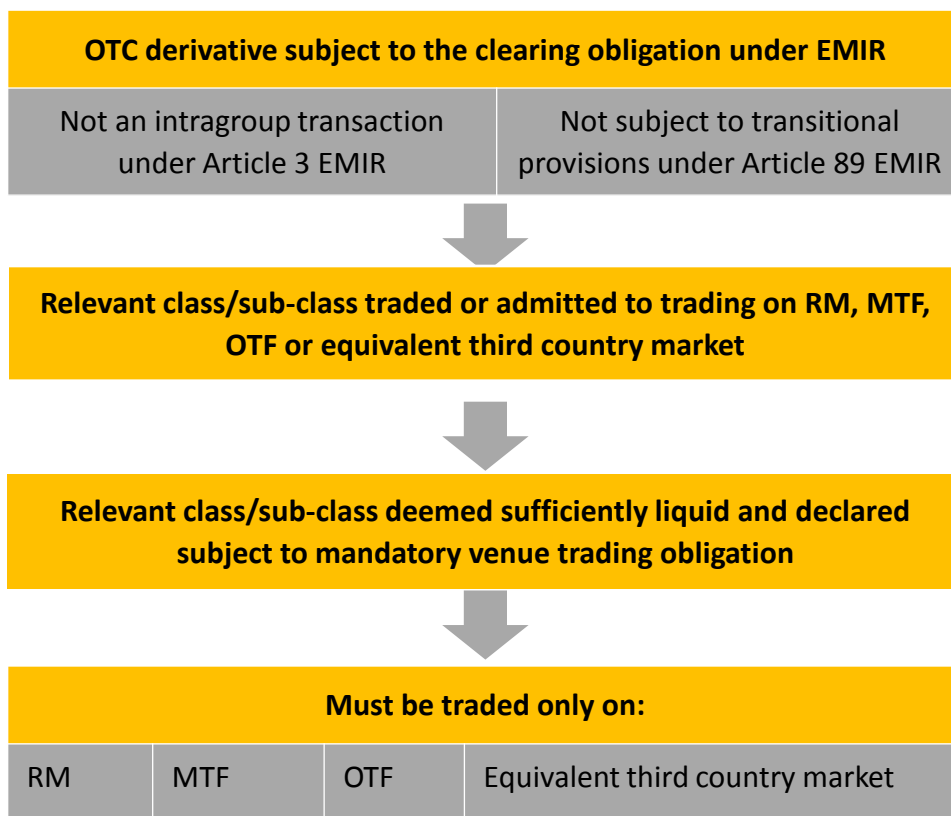 OTC derivative subject to the clearing obligation under EMIR
Not an intragroup transaction
under Article 3 EMIR
Not subject to transitional
provisions under Article 89 EMIR
Relevant class/sub-class traded or admitted to trading on RM, MTF,
OTF or equivalent third country market
Relevant class/sub-class deemed sufficiently liquid and declared
subject to mandatory venue trading obligation
Must be traded only on:
RM
MTF
OTF
Equivalent third country market